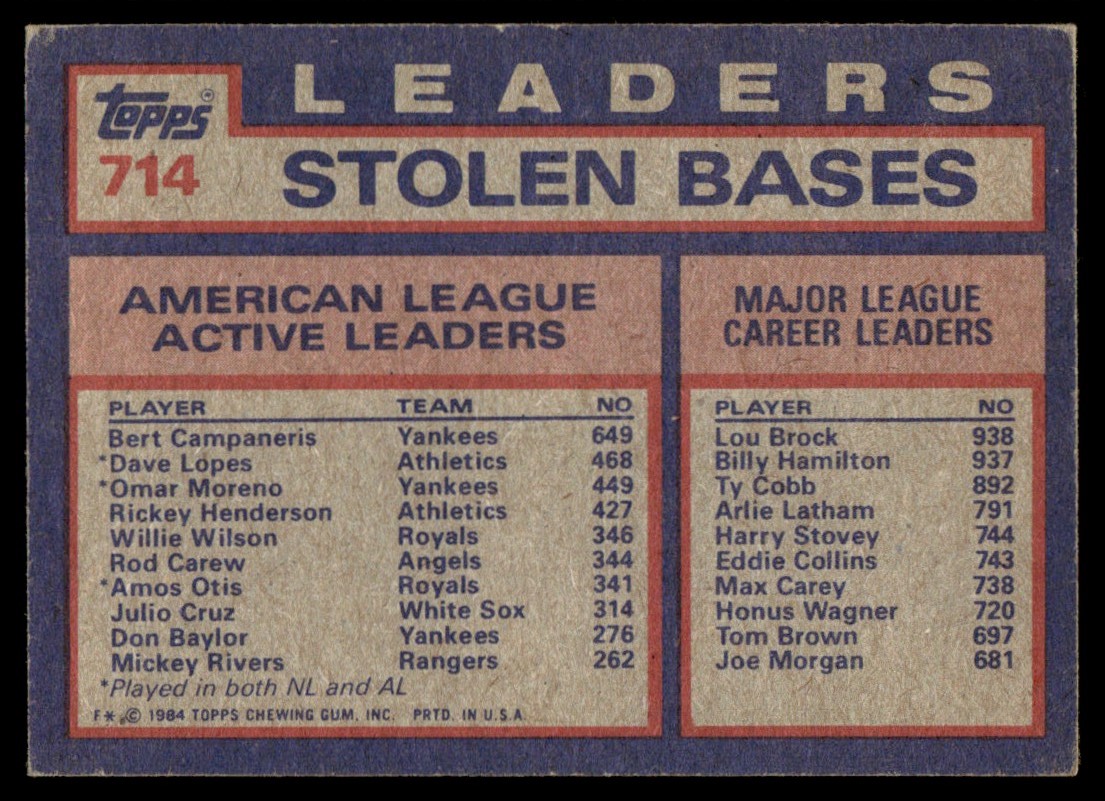 LEADERS
topps®
714
STOLEN BASES
AMERICAN LEAGUE
ACTIVE LEADERS
PLAYER TEAM NO
Bert Campaneris Yankees 649
*Dave Lopes Athletics 468
*Omar Moreno Yankees 449
Rickey Henderson Athletics 427
Willie Wilson Royals 346
Rod Carew Angels 344
*Amos Otis Royals 341
Julio Cruz White Sox 314
Don Baylor Yankees 276
Mickey Rivers Rangers 262
*Played in both NL and AL
F* © 1984 TOPPS CHEWING GUM, INC. PRTD. IN U.S.A.
MAJOR LEAGUE
CAREER LEADERS
PLAYER NO
Lou Brock 938
Billy Hamilton 937
Ty Cobb 892
Arlie Latham 791
Harry Stovey 744
Eddie Collins 743
Max Carey 738
Honus Wagner 720
Tom Brown 697
Joe Morgan 681